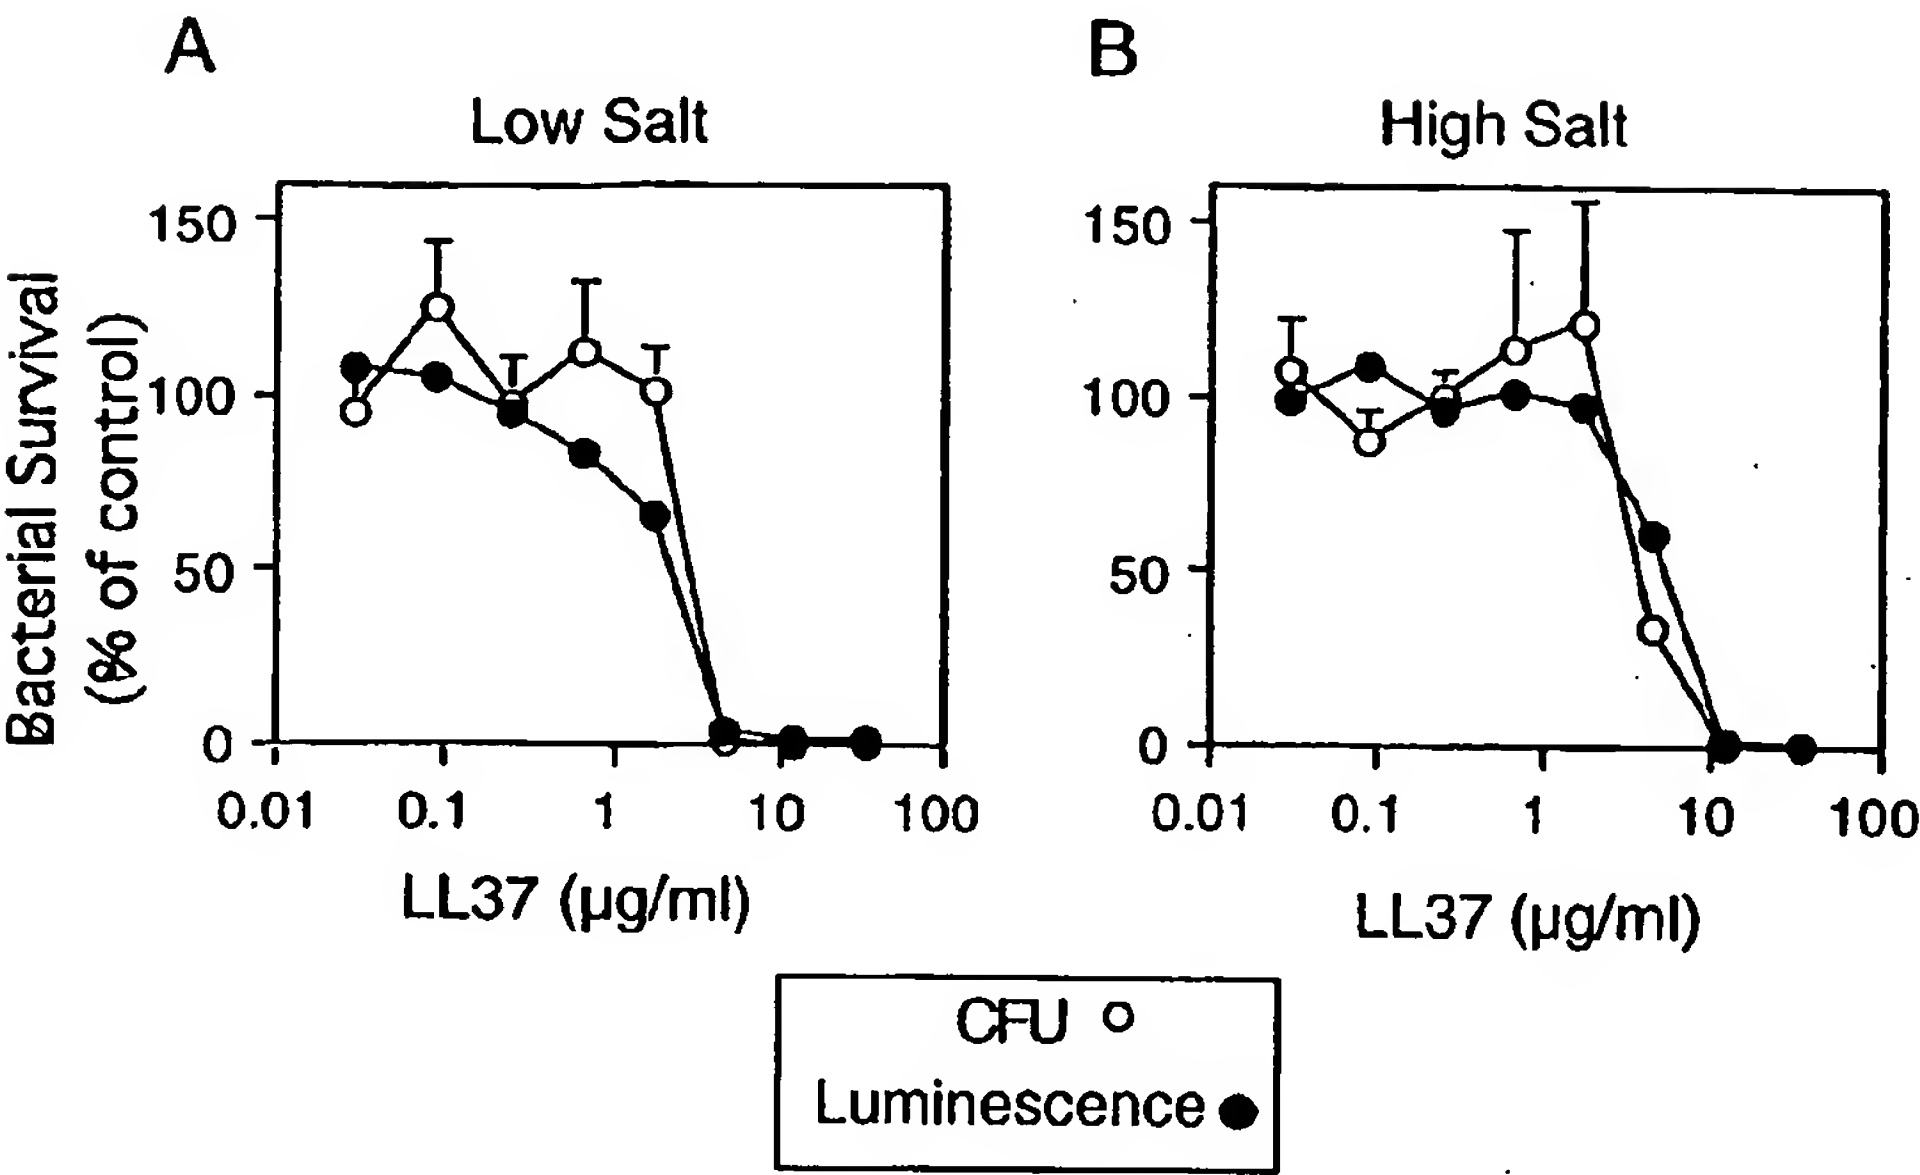 A
B
Low Salt
High Salt
Bacterial Survival
(% of control)
150
100
50
0
0.01
0.1
1
10
100
LL37 (µg/ml)
150
100
50
0
0.01
0.1
1
10
100
LL37 (µg/ml)
CFU
Luminescence